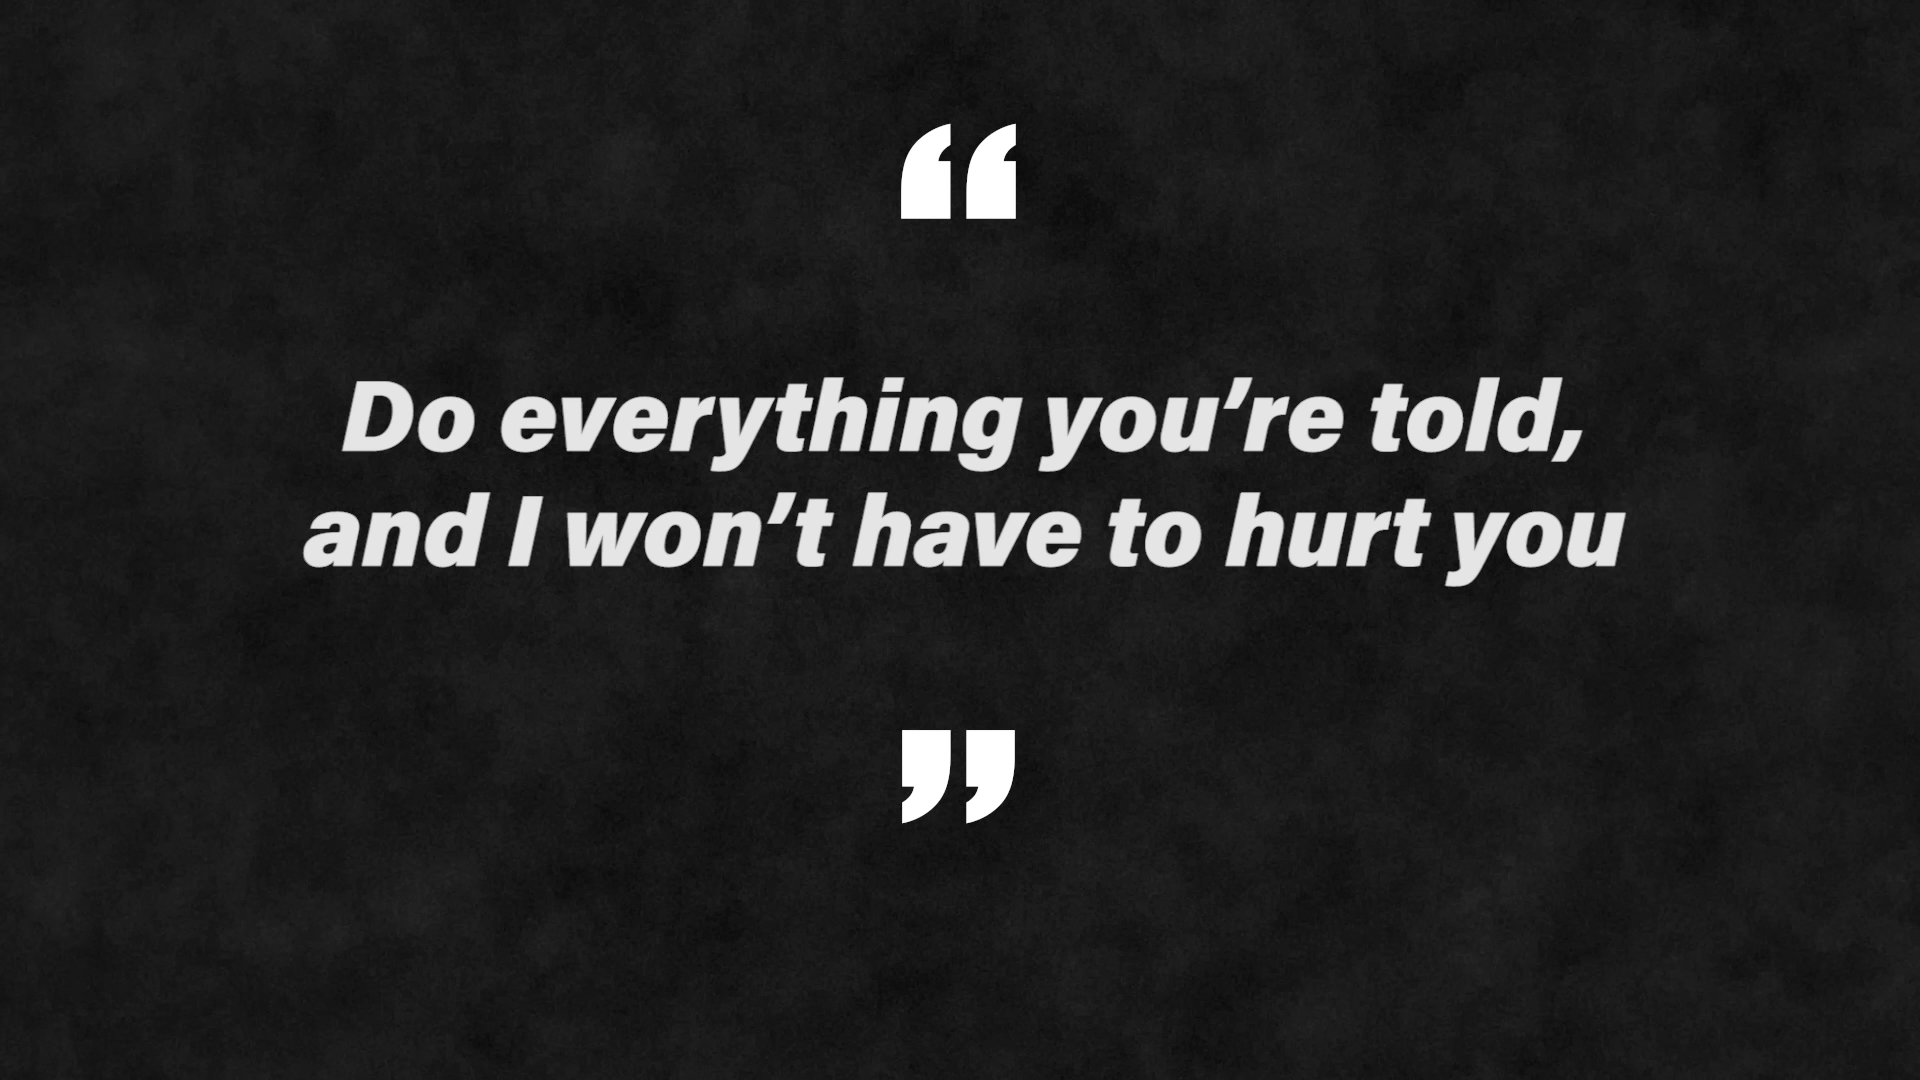 “
Do everything you’re told,
and I won’t have to hurt you
”